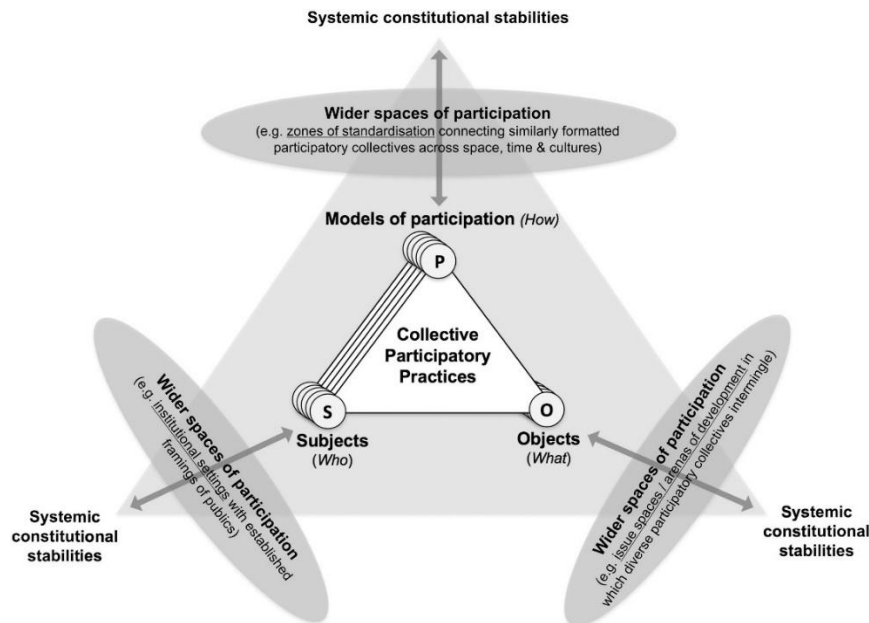 Systemic constitutional stabilities
Wider spaces of participation
(e.g. zones of standardisation connecting similarly formatted
participatory collectives across space, time & cultures)
Models of participation (How)
P
Collective
Participatory
Practices
S
O
Subjects
(Who)
Objects
(What)
Wider spaces of participation
(e.g. institutional settings with established
framings of publics)
Wider spaces of participation
(e.g. issue spaces / arenas of development in
which diverse participatory collectives intermingle)
Systemic
constitutional
stabilities
Systemic
constitutional
stabilities